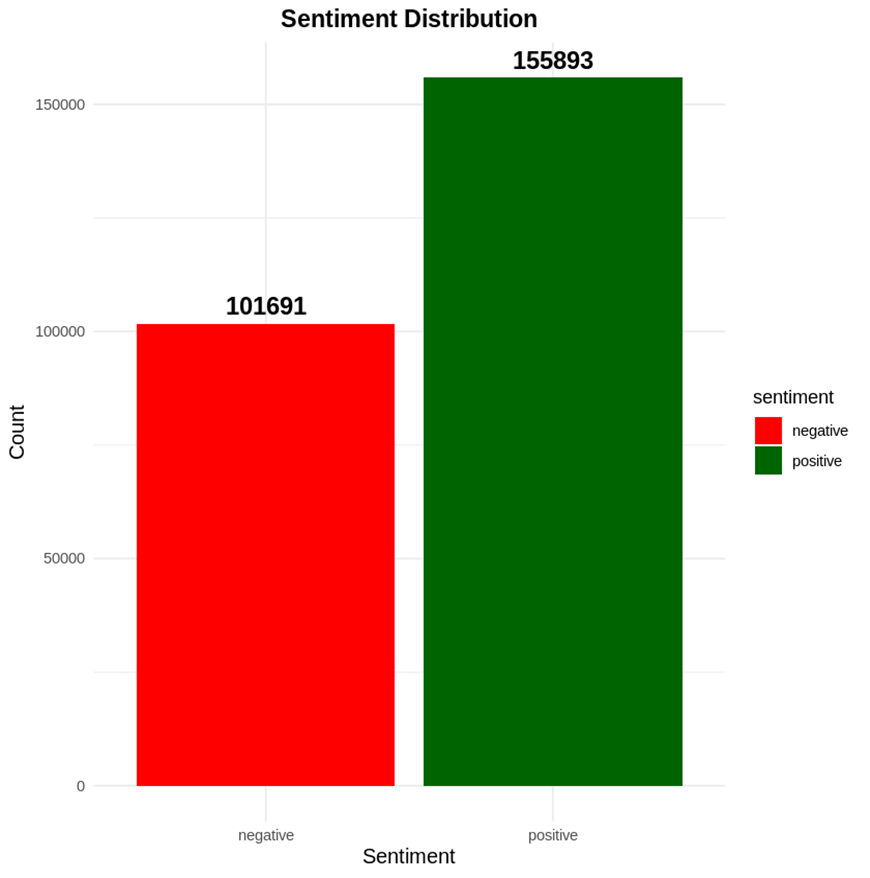 Sentiment Distribution
155893
150000
101691
100000
sentiment
negative
positive
Count
50000
0
negative
positive
Sentiment